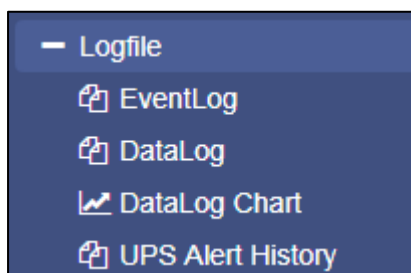 Logfile
EventLog
DataLog
DataLog Chart
UPS Alert History